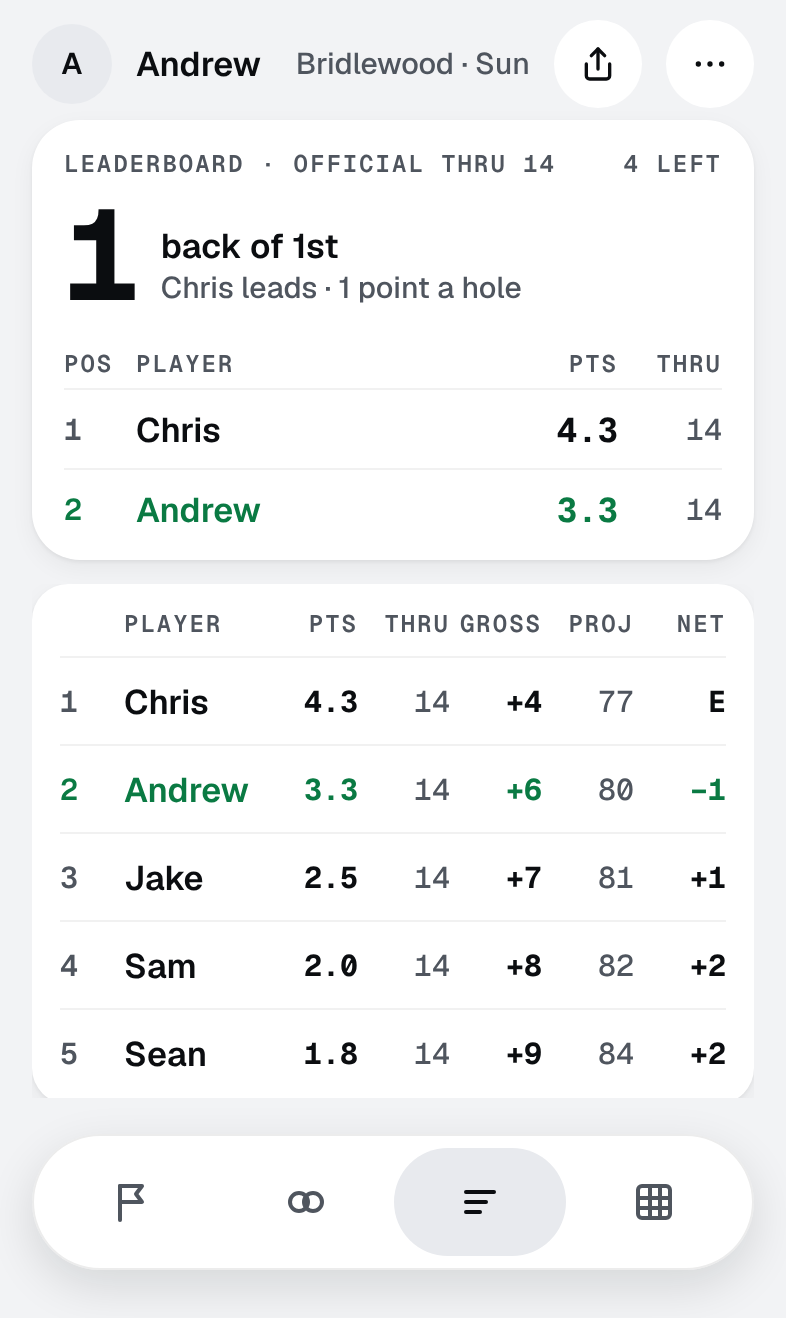 A Andrew Bridlewood · Sun
LEADERBOARD · OFFICIAL THRU 14 4 LEFT
1 back of 1st
Chris leads · 1 point a hole
POS PLAYER PTS THRU
1 Chris 4.3 14
2 Andrew 3.3 14
PLAYER PTS THRU GROSS PROJ NET
1 Chris 4.3 14 +4 77 E
2 Andrew 3.3 14 +6 80 −1
3 Jake 2.5 14 +7 81 +1
4 Sam 2.0 14 +8 82 +2
5 Sean 1.8 14 +9 84 +2